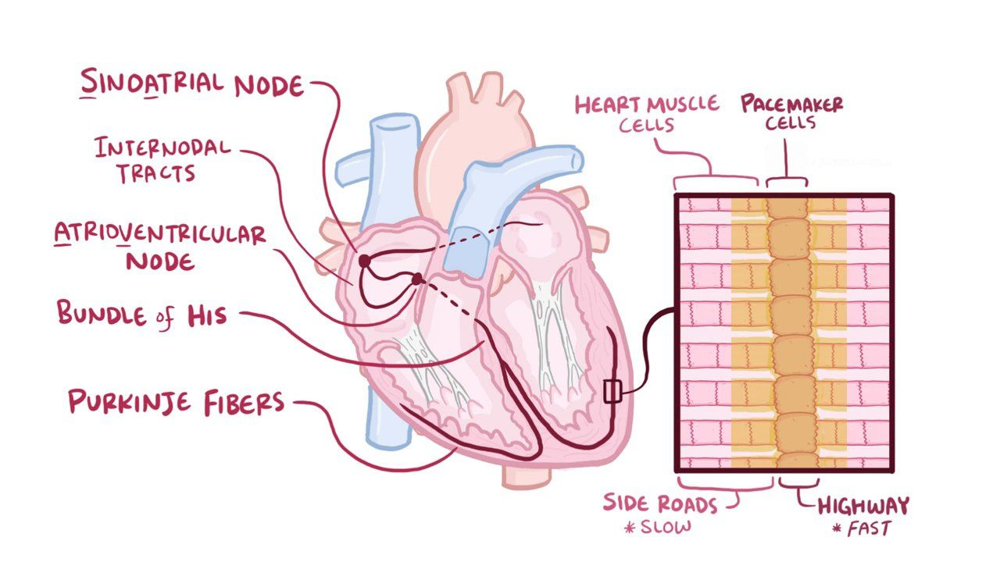 SINOATRIAL NODE
INTERNODAL
TRACTS
ATRIOVENTRICULAR
NODE
BUNDLE of HIS
PURKINJE FIBERS
HEART MUSCLE
CELLS
PACEMAKER
CELLS
SIDE ROADS
* SLOW
HIGHWAY
* FAST